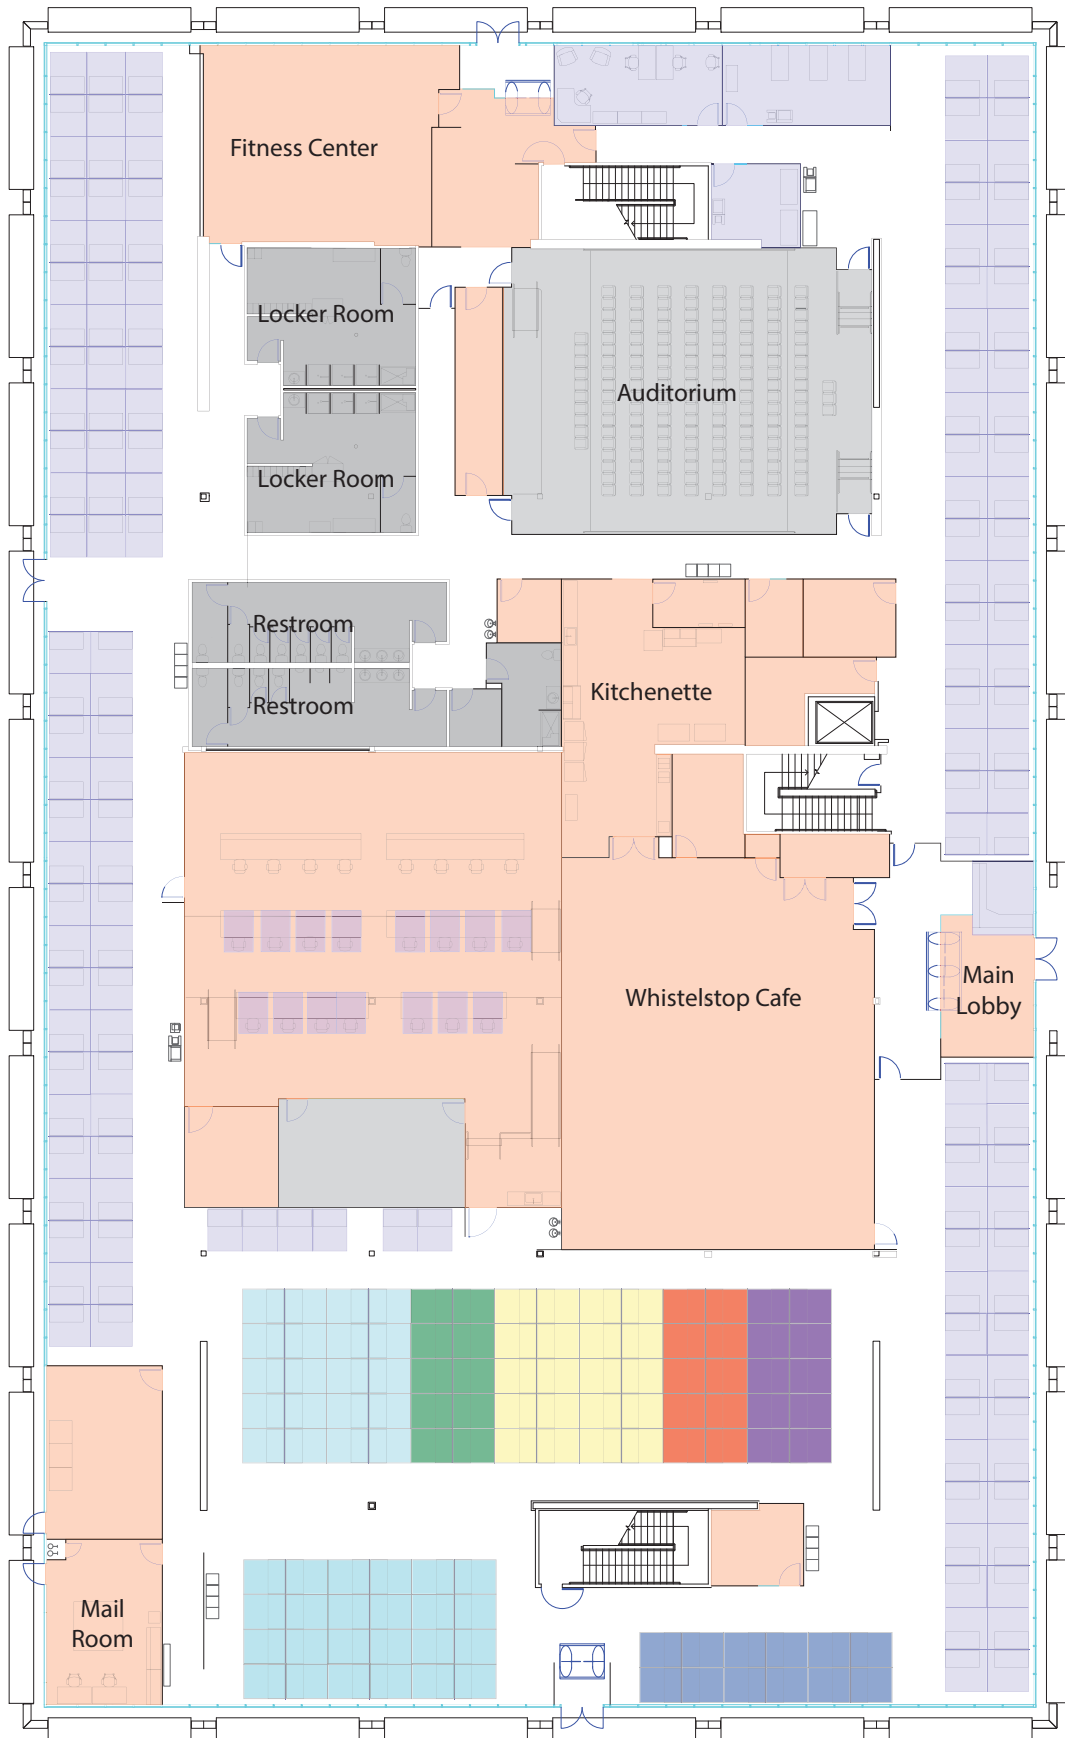 Fitness Center
Locker Room
Auditorium
Locker Room
Restroom
Kitchenette
Restroom
Whistelstop Cafe
Main
Lobby
Mail
Room